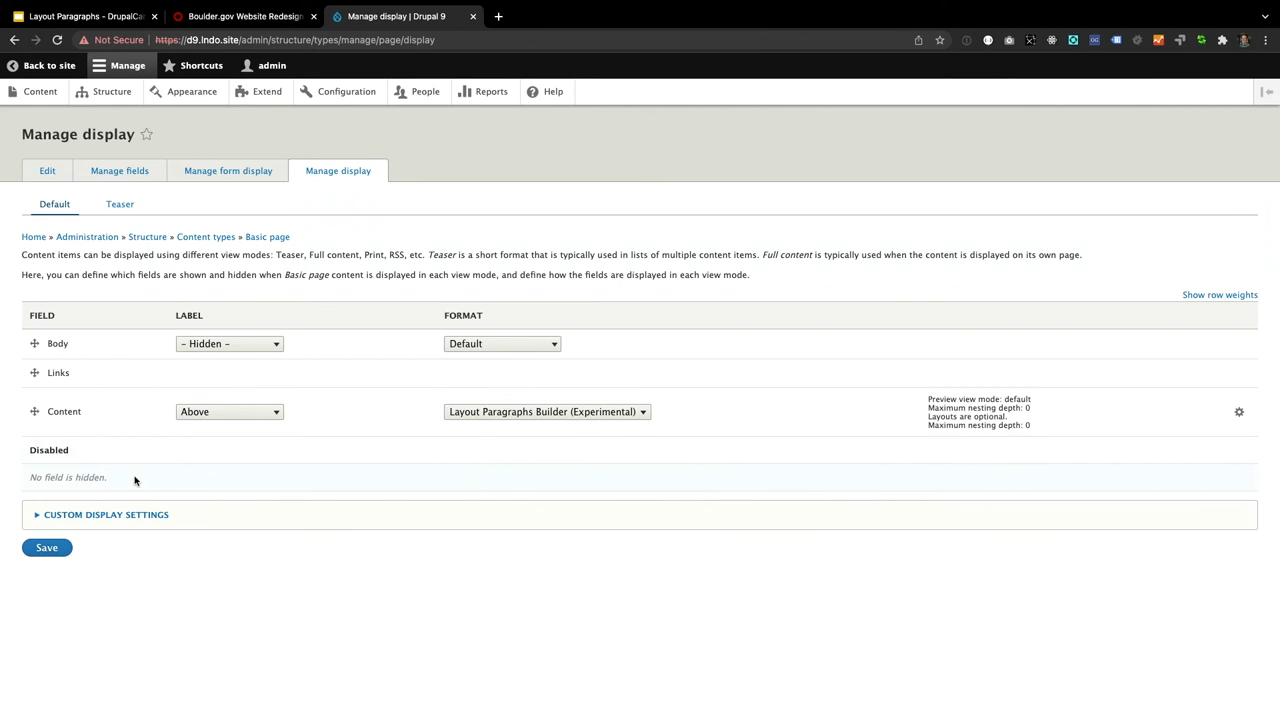 Layout Paragraphs - DrupalCa
Boulder.gov Website Redesign
Manage display | Drupal 9
Not Secure | https://d9.lndo.site/admin/structure/types/manage/page/display
Back to site
Manage
Shortcuts
admin
Content
Structure
Appearance
Extend
Configuration
People
Reports
Help
Manage display
Edit
Manage fields
Manage form display
Manage display
Default
Teaser
Home » Administration » Structure » Content types » Basic page
Content items can be displayed using different view modes: Teaser, Full content, Print, RSS, etc. Teaser is a short format that is typically used in lists of multiple content items. Full content is typically used when the content is displayed on its own page.
Here, you can define which fields are shown and hidden when Basic page content is displayed in each view mode, and define how the fields are displayed in each view mode.
Show row weights
FIELD LABEL FORMAT
Body - Hidden - Default
Links
Content Above Layout Paragraphs Builder (Experimental)
Preview view mode: default
Maximum nesting depth: 0
Layouts are optional.
Maximum nesting depth: 0
Disabled
No field is hidden.
CUSTOM DISPLAY SETTINGS
Save